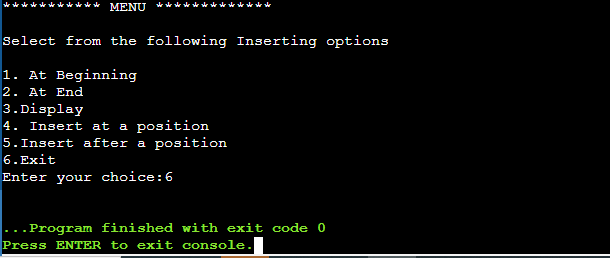 *********** MENU *************
Select from the following Inserting options
1. At Beginning
2. At End
3.Display
4. Insert at a position
5.Insert after a position
6.Exit
Enter your choice:6
...Program finished with exit code 0
Press ENTER to exit console.